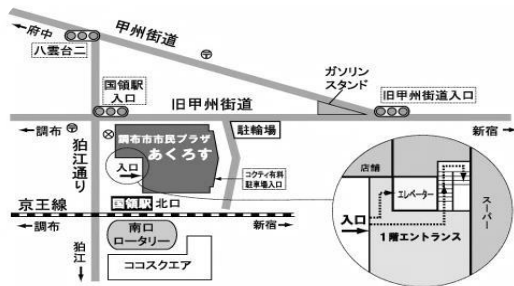 ←府中
甲州街道
八雲台二
国領駅
入口
ガソリン
スタンド
旧甲州街道
旧甲州街道入口
←調布
新宿→
狛江通り
調布市市民プラザ
あくろす
駐輪場
入口
コクティ有料
駐車場入口
京王線
国領駅 北口
←調布
新宿→
南口
ロータリー
狛江
↓
ココスクエア
店舗
エレベーター
スーパー
入口
1階エントランス